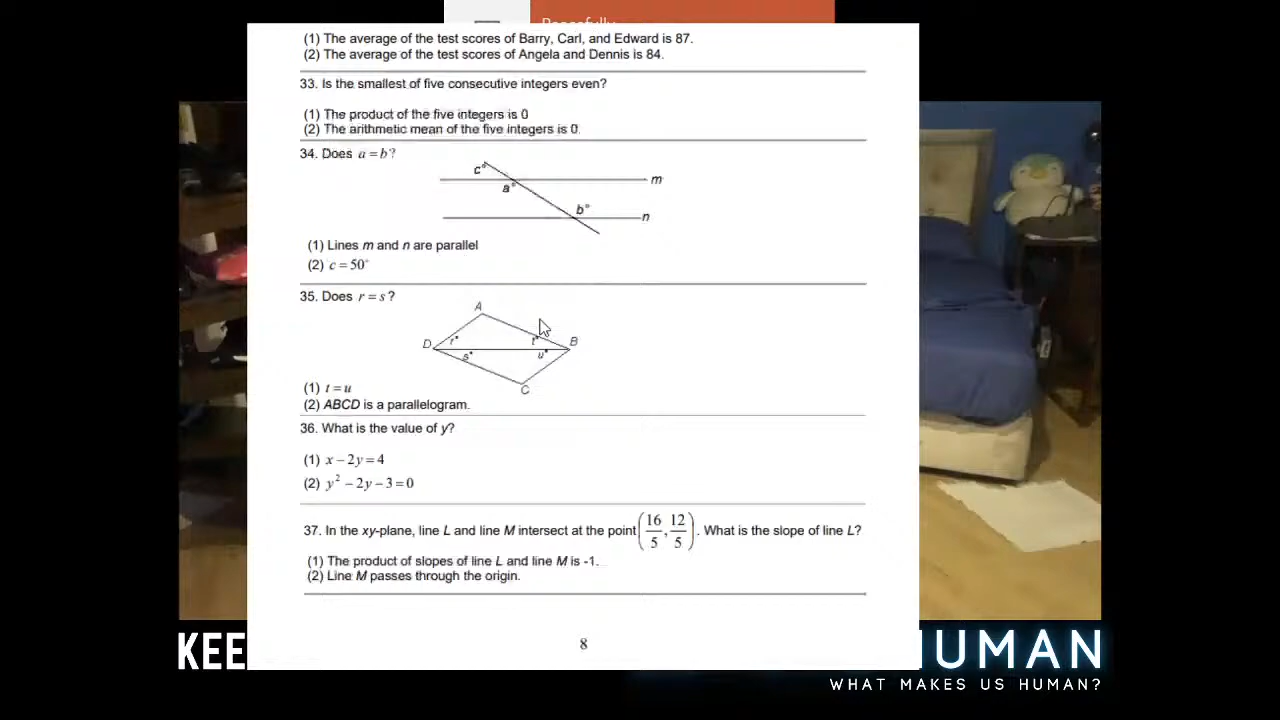 (1) The average of the test scores of Barry, Carl, and Edward is 87.
(2) The average of the test scores of Angela and Dennis is 84.
33. Is the smallest of five consecutive integers even?
(1) The product of the five integers is 0
(2) The arithmetic mean of the five integers is 0.
34. Does a = b?
c°
a°
m
b°
n
(1) Lines m and n are parallel
(2) c = 50°
35. Does r = s?
A
D r° t° B
s° u°
C
(1) t = u
(2) ABCD is a parallelogram.
36. What is the value of y?
(1) x − 2y = 4
(2) y² − 2y − 3 = 0
37. In the xy-plane, line L and line M intersect at the point (16/5, 12/5). What is the slope of line L?
(1) The product of slopes of line L and line M is -1.
(2) Line M passes through the origin.
8
KEE
HUMAN
WHAT MAKES US HUMAN?